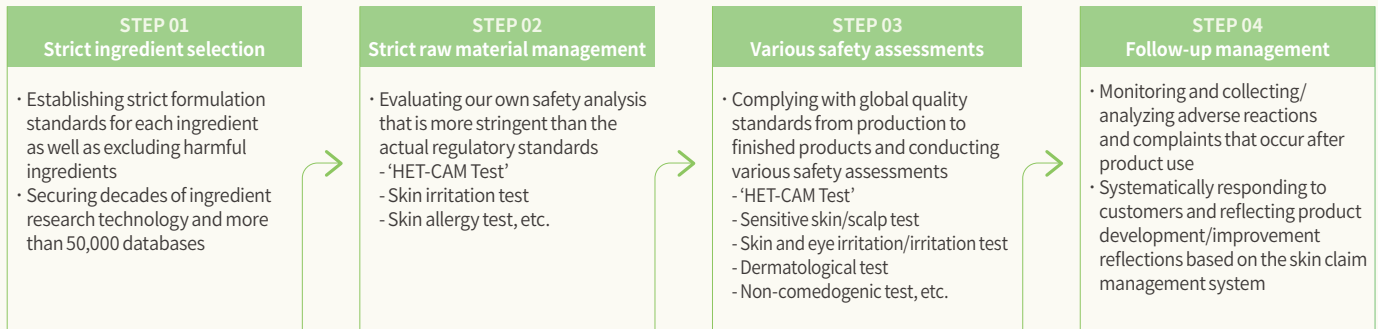 STEP 01
Strict ingredient selection
· Establishing strict formulation
standards for each ingredient
as well as excluding harmful
ingredients
· Securing decades of ingredient
research technology and more
than 50,000 databases
STEP 02
Strict raw material management
· Evaluating our own safety analysis
that is more stringent than the
actual regulatory standards
- ‘HET-CAM Test’
- Skin irritation test
- Skin allergy test, etc.
STEP 03
Various safety assessments
· Complying with global quality
standards from production to
finished products and conducting
various safety assessments
- ‘HET-CAM Test’
- Sensitive skin/scalp test
- Skin and eye irritation/irritation test
- Dermatological test
- Non-comedogenic test, etc.
STEP 04
Follow-up management
· Monitoring and collecting/
analyzing adverse reactions
and complaints that occur after
product use
· Systematically responding to
customers and reflecting product
development/improvement
reflections based on the skin claim
management system